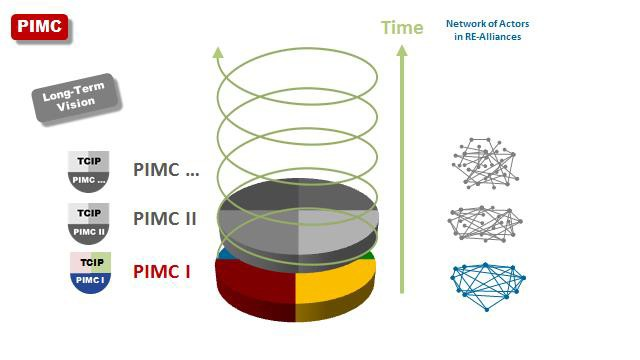 PIMC
Time
Network of Actors
in RE-Alliances
Long-Term
Vision
TCIP
PIMC ...
PIMC ...
TCIP
PIMC II
PIMC II
TCIP
PIMC I
PIMC I